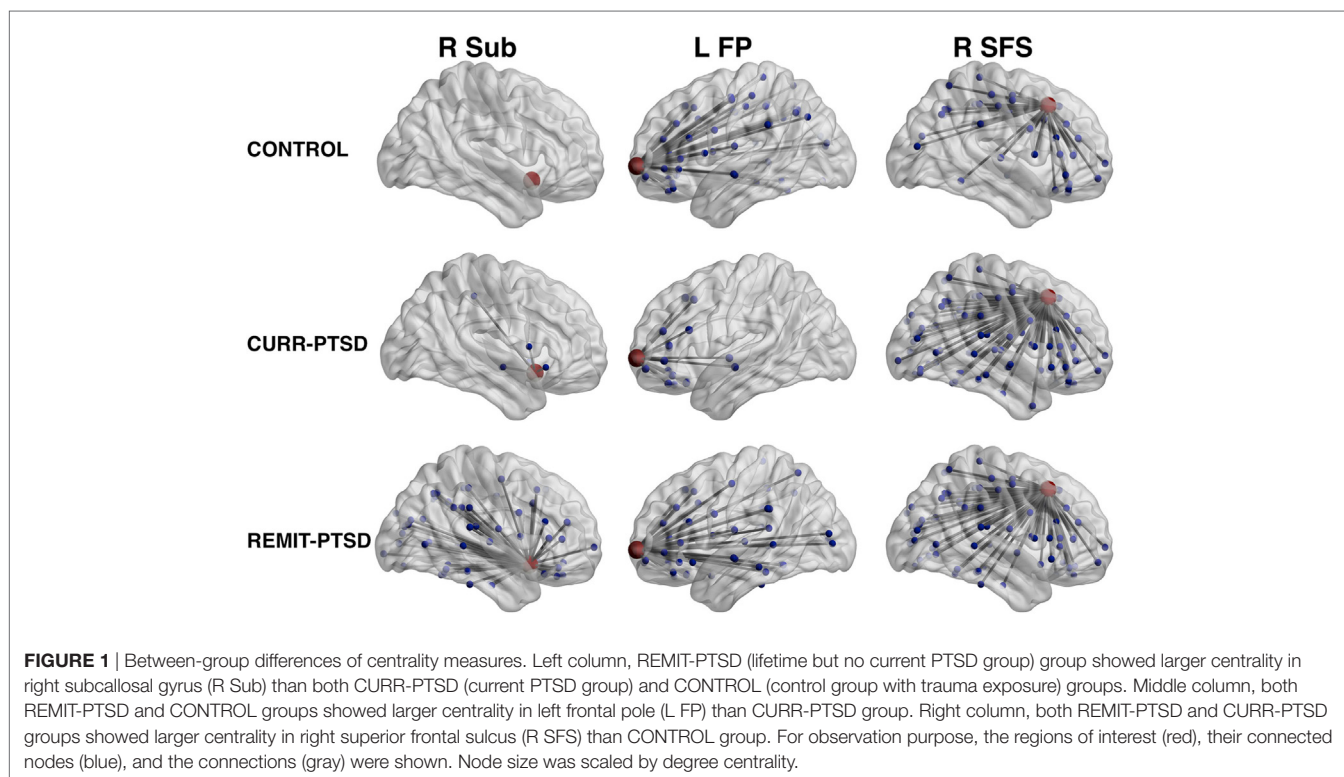 R Sub L FP R SFS
CONTROL
CURR-PTSD
REMIT-PTSD
FIGURE 1 | Between-group differences of centrality measures. Left column, REMIT-PTSD (lifetime but no current PTSD group) group showed larger centrality in
right subcallosal gyrus (R Sub) than both CURR-PTSD (current PTSD group) and CONTROL (control group with trauma exposure) groups. Middle column, both
REMIT-PTSD and CONTROL groups showed larger centrality in left frontal pole (L FP) than CURR-PTSD group. Right column, both REMIT-PTSD and CURR-PTSD
groups showed larger centrality in right superior frontal sulcus (R SFS) than CONTROL group. For observation purpose, the regions of interest (red), their connected
nodes (blue), and the connections (gray) were shown. Node size was scaled by degree centrality.